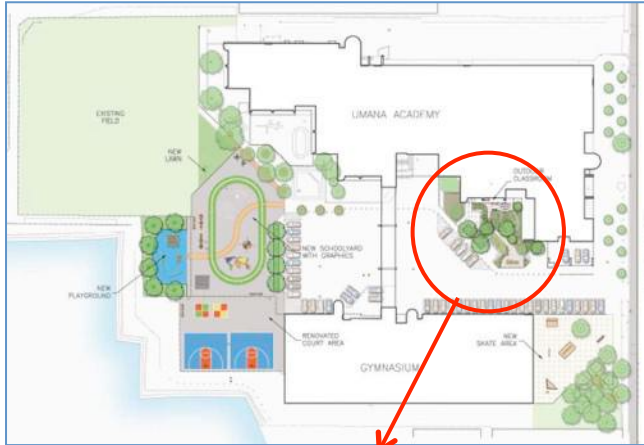 UMANA ACADEMY
EXISTING
FIELD
NEW
LAWN
OUTDOOR
CLASSROOM
NEW SCHOOLYARD
WITH GRAPHICS
NEW
PLAYGROUND
RENOVATED
COURT AREA
GYMNASIUM
NEW
SKATE AREA